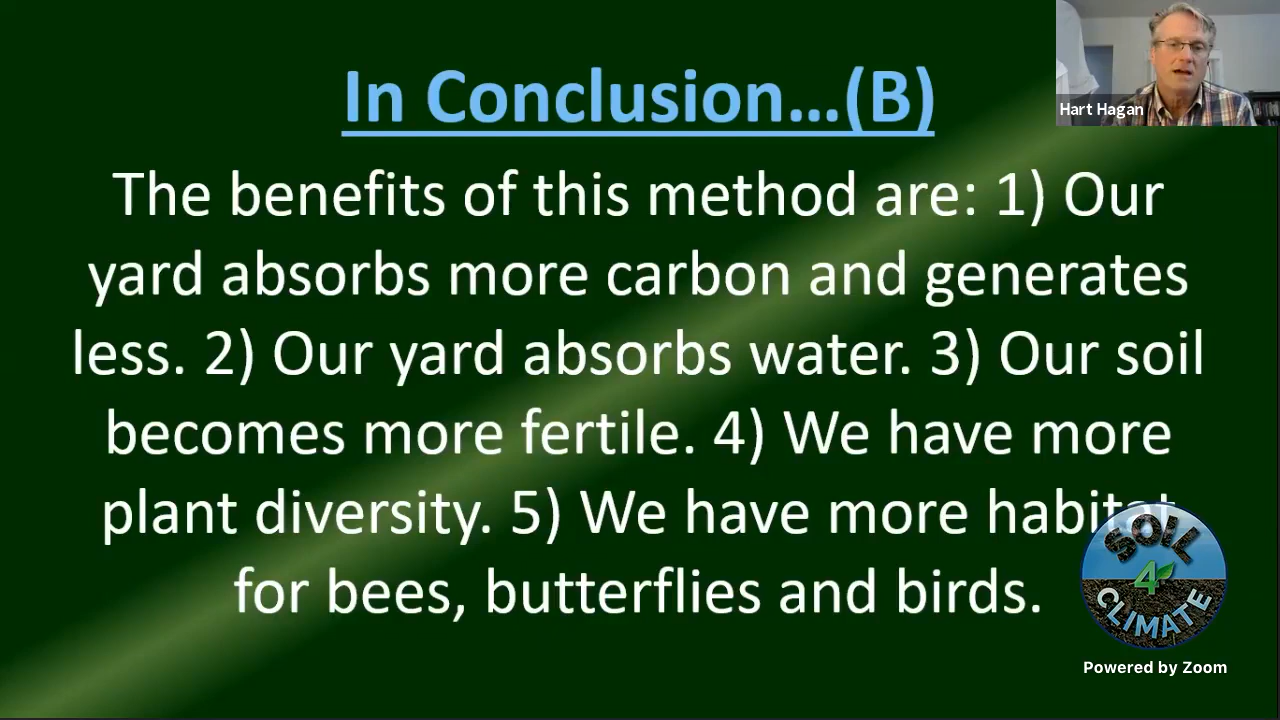 In Conclusion...(B)
Hart Hagan
The benefits of this method are: 1) Our
yard absorbs more carbon and generates
less. 2) Our yard absorbs water. 3) Our soil
becomes more fertile. 4) We have more
plant diversity. 5) We have more habitat
for bees, butterflies and birds.
SOIL
4
CLIMATE
Powered by Zoom